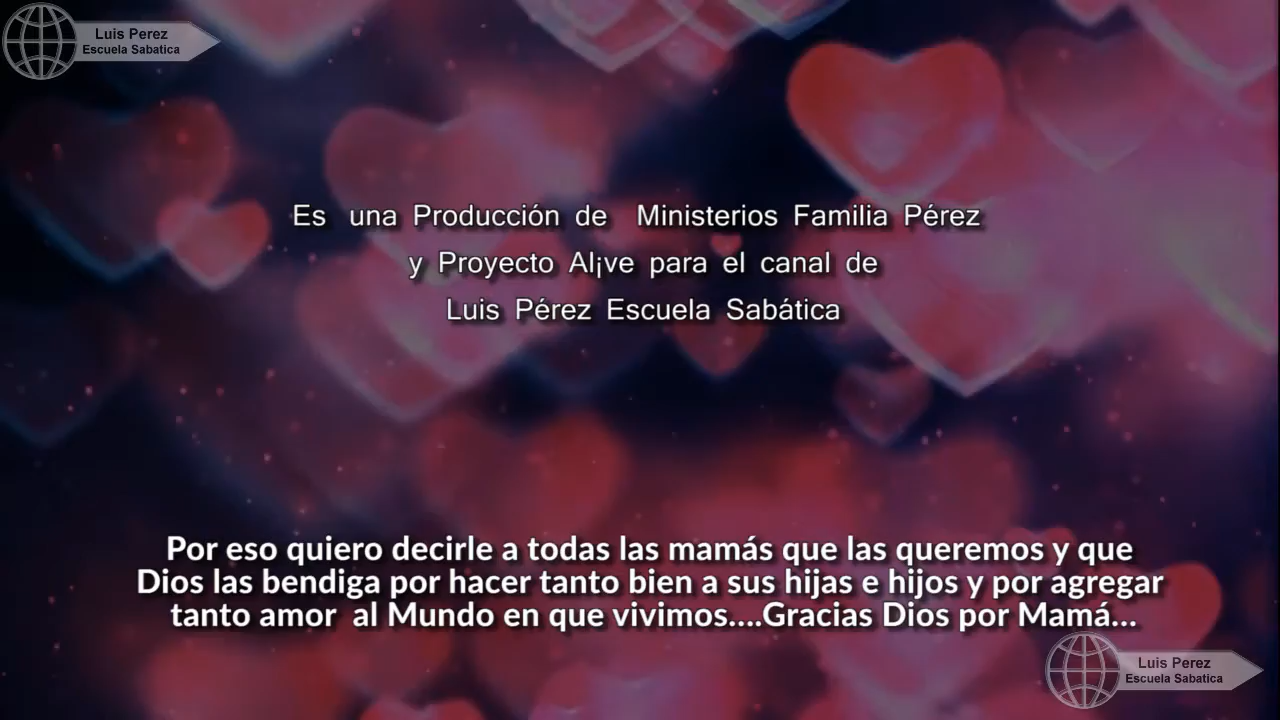 Luis Perez
Escuela Sabatica
Es una Producción de Ministerios Familia Pérez
y Proyecto Al¡ve para el canal de
Luis Pérez Escuela Sabática
Por eso quiero decirle a todas las mamás que las queremos y que
Dios las bendiga por hacer tanto bien a sus hijas e hijos y por agregar
tanto amor al Mundo en que vivimos....Gracias Dios por Mamá...
Luis Perez
Escuela Sabatica